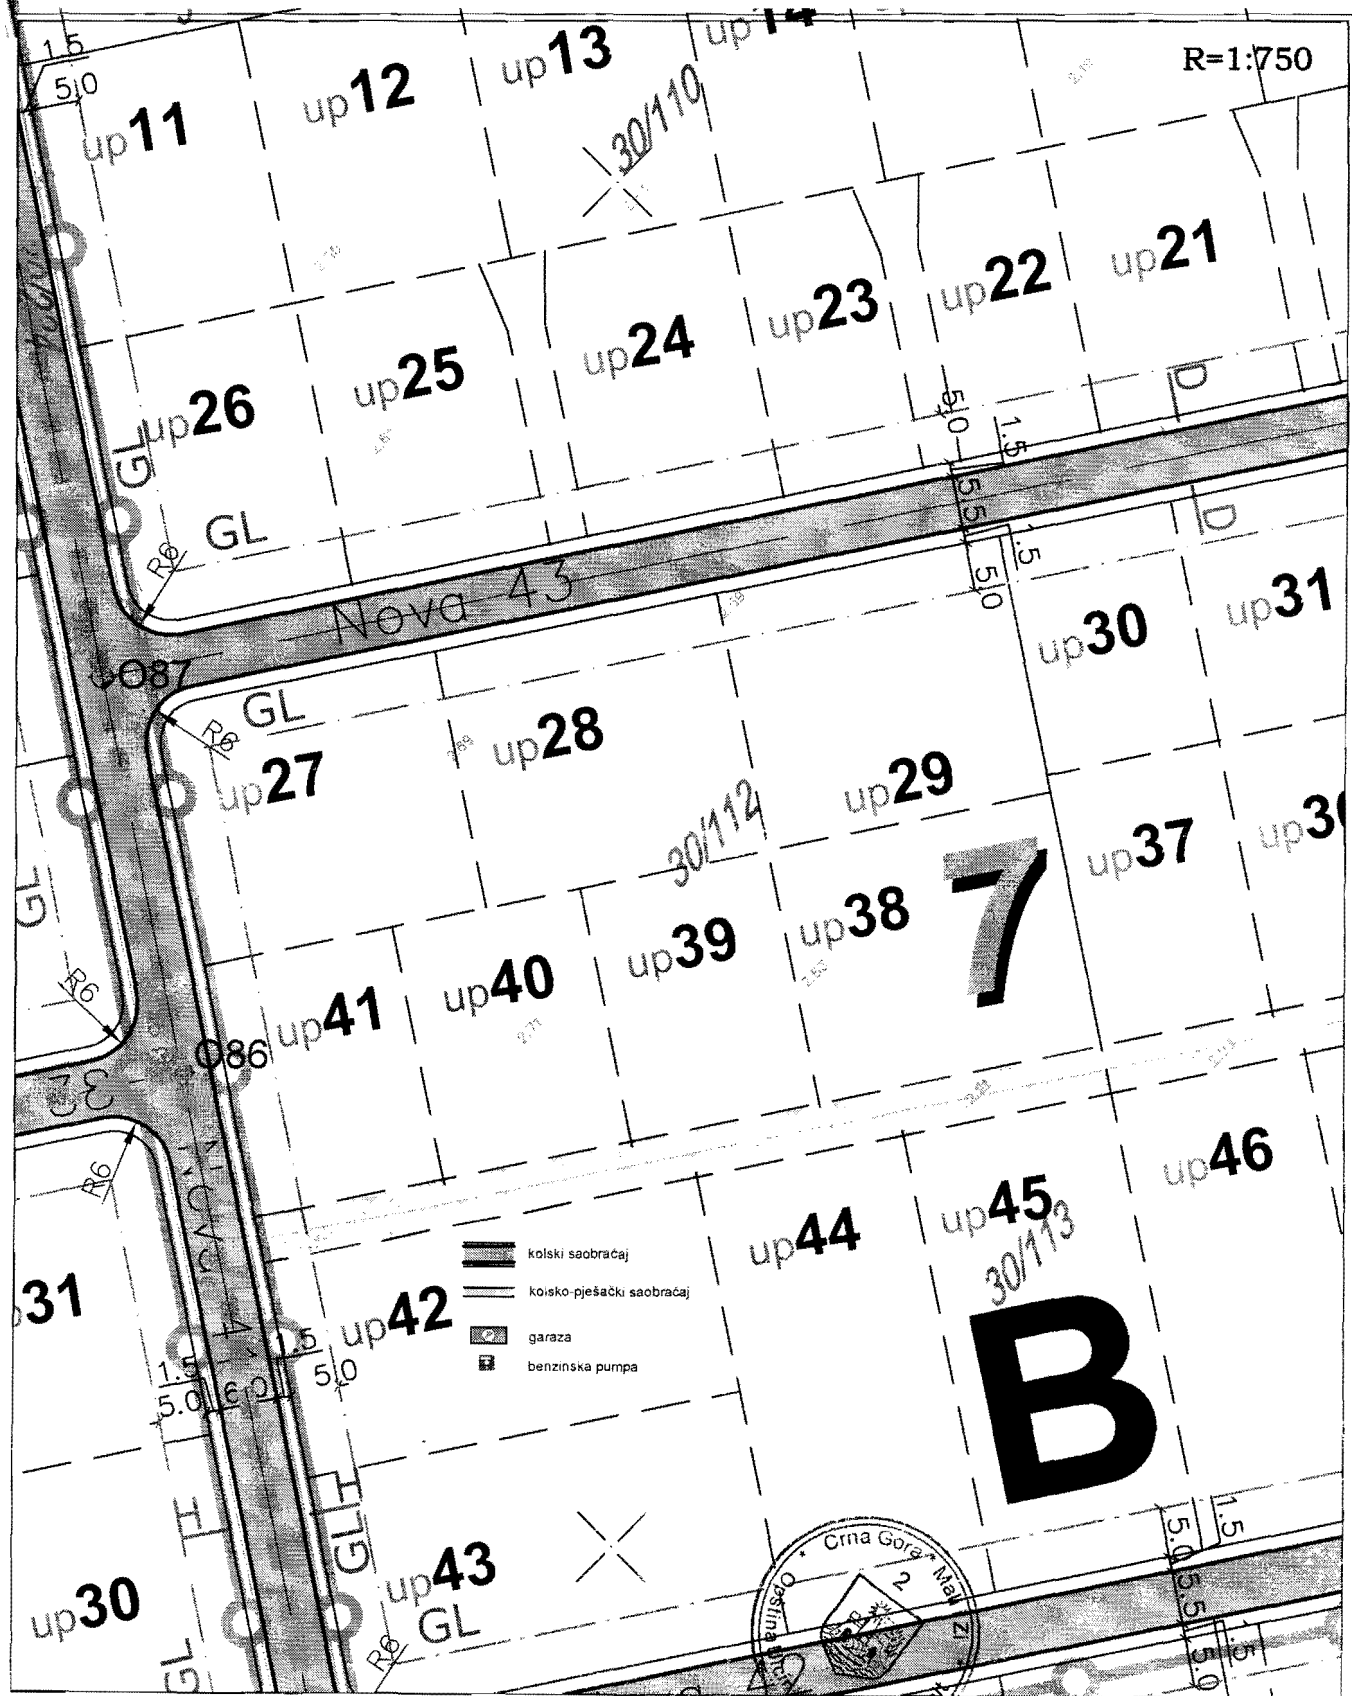 R=1:750
up14
up13
up12
up11
1.5
5.0
30/110
up21
up22
up23
up24
up25
up26
GL
GL
D
5.0
1.5
5.5
1.5
5.0
D
R6
Nova 43
O87
GL
R6
up27
up28
up29
up30
up31
30/112
7
up37
up38
up39
up40
up41
GL
R6
O86
R6
up46
up45
up44
30/113
up42
kolski saobraćaj
kolsko-pješački saobraćaj
garaza
benzinska pumpa
B
31
1.5
5.0
1.5
5.0
6.0
H
GL
H
up43
GL
R6
up30
GL
Crna Gora
2
5.0
1.5
5.5
1.5
5.0